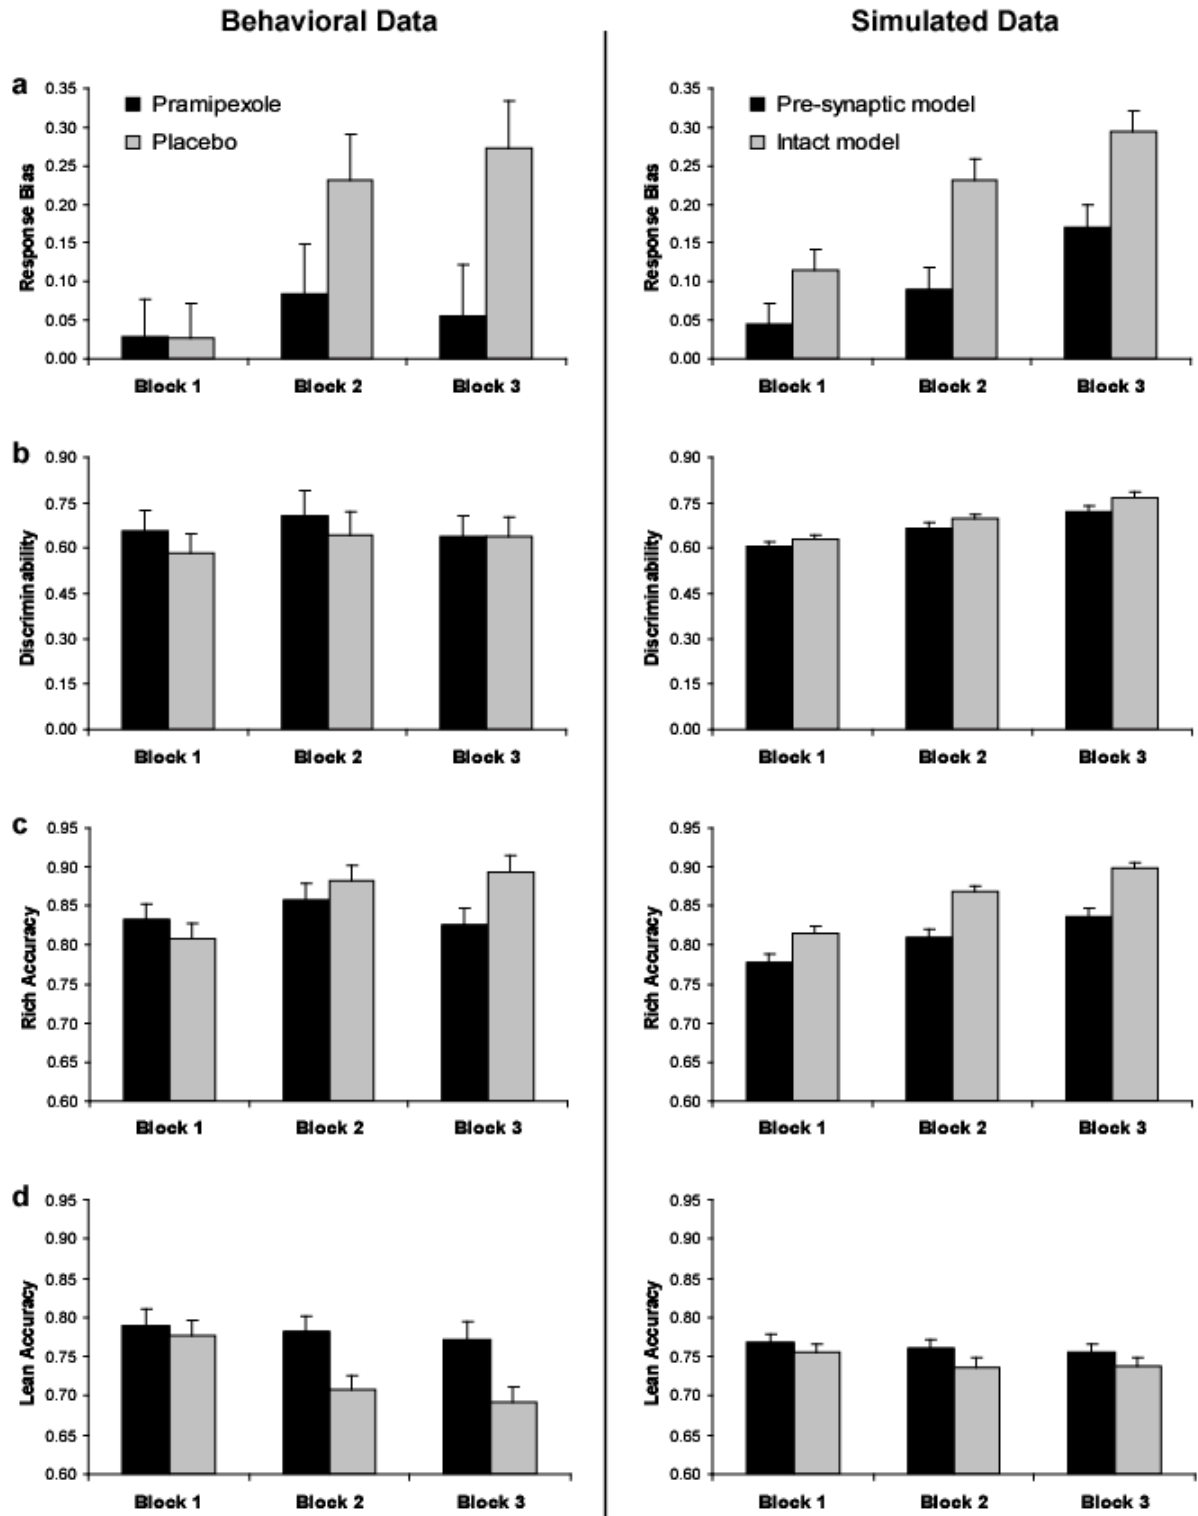 Behavioral Data
Simulated Data
a
Response Bias
0.35
0.30
0.25
0.20
0.15
0.10
0.05
0.00
Pramipexole
Placebo
Block 1
Block 2
Block 3
Response Bias
0.35
0.30
0.25
0.20
0.15
0.10
0.05
0.00
Pre-synaptic model
Intact model
Block 1
Block 2
Block 3
b
Discriminability
0.90
0.75
0.60
0.45
0.30
0.15
0.00
Block 1
Block 2
Block 3
Discriminability
0.90
0.75
0.60
0.45
0.30
0.15
0.00
Block 1
Block 2
Block 3
c
Rich Accuracy
0.95
0.90
0.85
0.80
0.75
0.70
0.65
0.60
Block 1
Block 2
Block 3
Rich Accuracy
0.95
0.90
0.85
0.80
0.75
0.70
0.65
0.60
Block 1
Block 2
Block 3
d
Lean Accuracy
0.95
0.90
0.85
0.80
0.75
0.70
0.65
0.60
Block 1
Block 2
Block 3
Lean Accuracy
0.95
0.90
0.85
0.80
0.75
0.70
0.65
0.60
Block 1
Block 2
Block 3